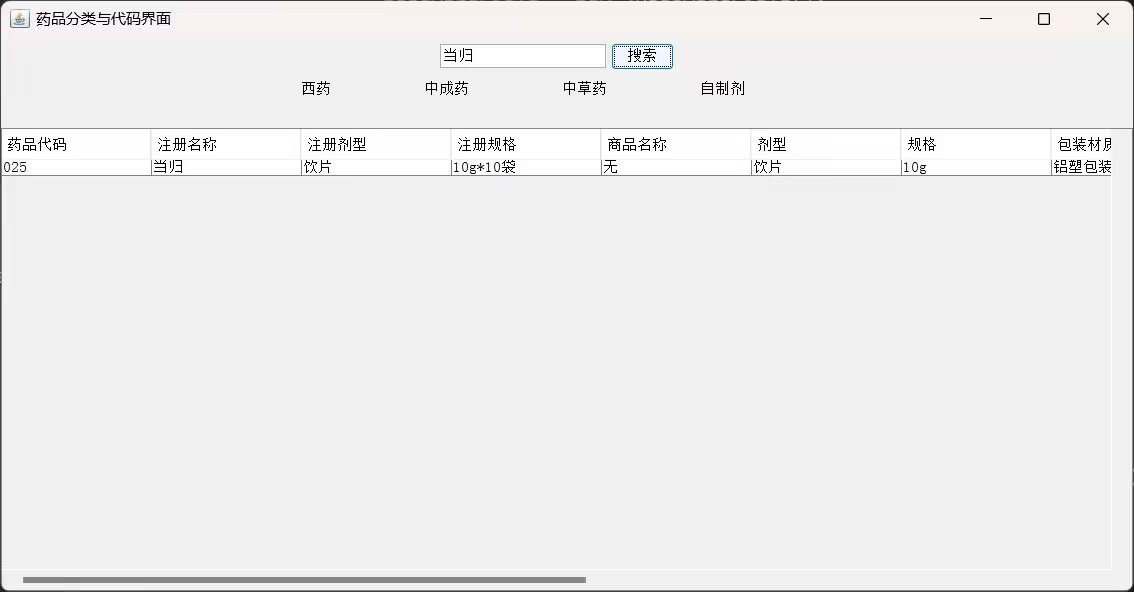 药品分类与代码界面
当归 搜索
西药 中成药 中草药 自制剂
药品代码 注册名称 注册剂型 注册规格 商品名称 剂型 规格 包装材质
025 当归 饮片 10g*10袋 无 饮片 10g 铝塑包装